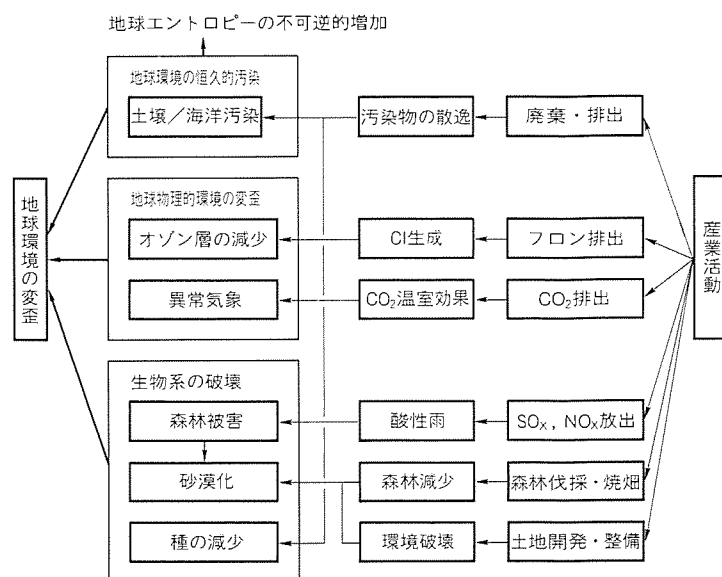 地球エントロピーの不可逆的増加
地球環境の恒久的汚染
土壌／海洋汚染
汚染物の散逸
廃棄・排出
地球物理的環境の変歪
オゾン層の減少
CI生成
フロン排出
異常気象
CO₂温室効果
CO₂排出
生物系の破壊
森林被害
酸性雨
SOx，NOx放出
砂漠化
森林減少
森林伐採・焼畑
種の減少
環境破壊
土地開発・整備
地球環境の変歪
産業活動